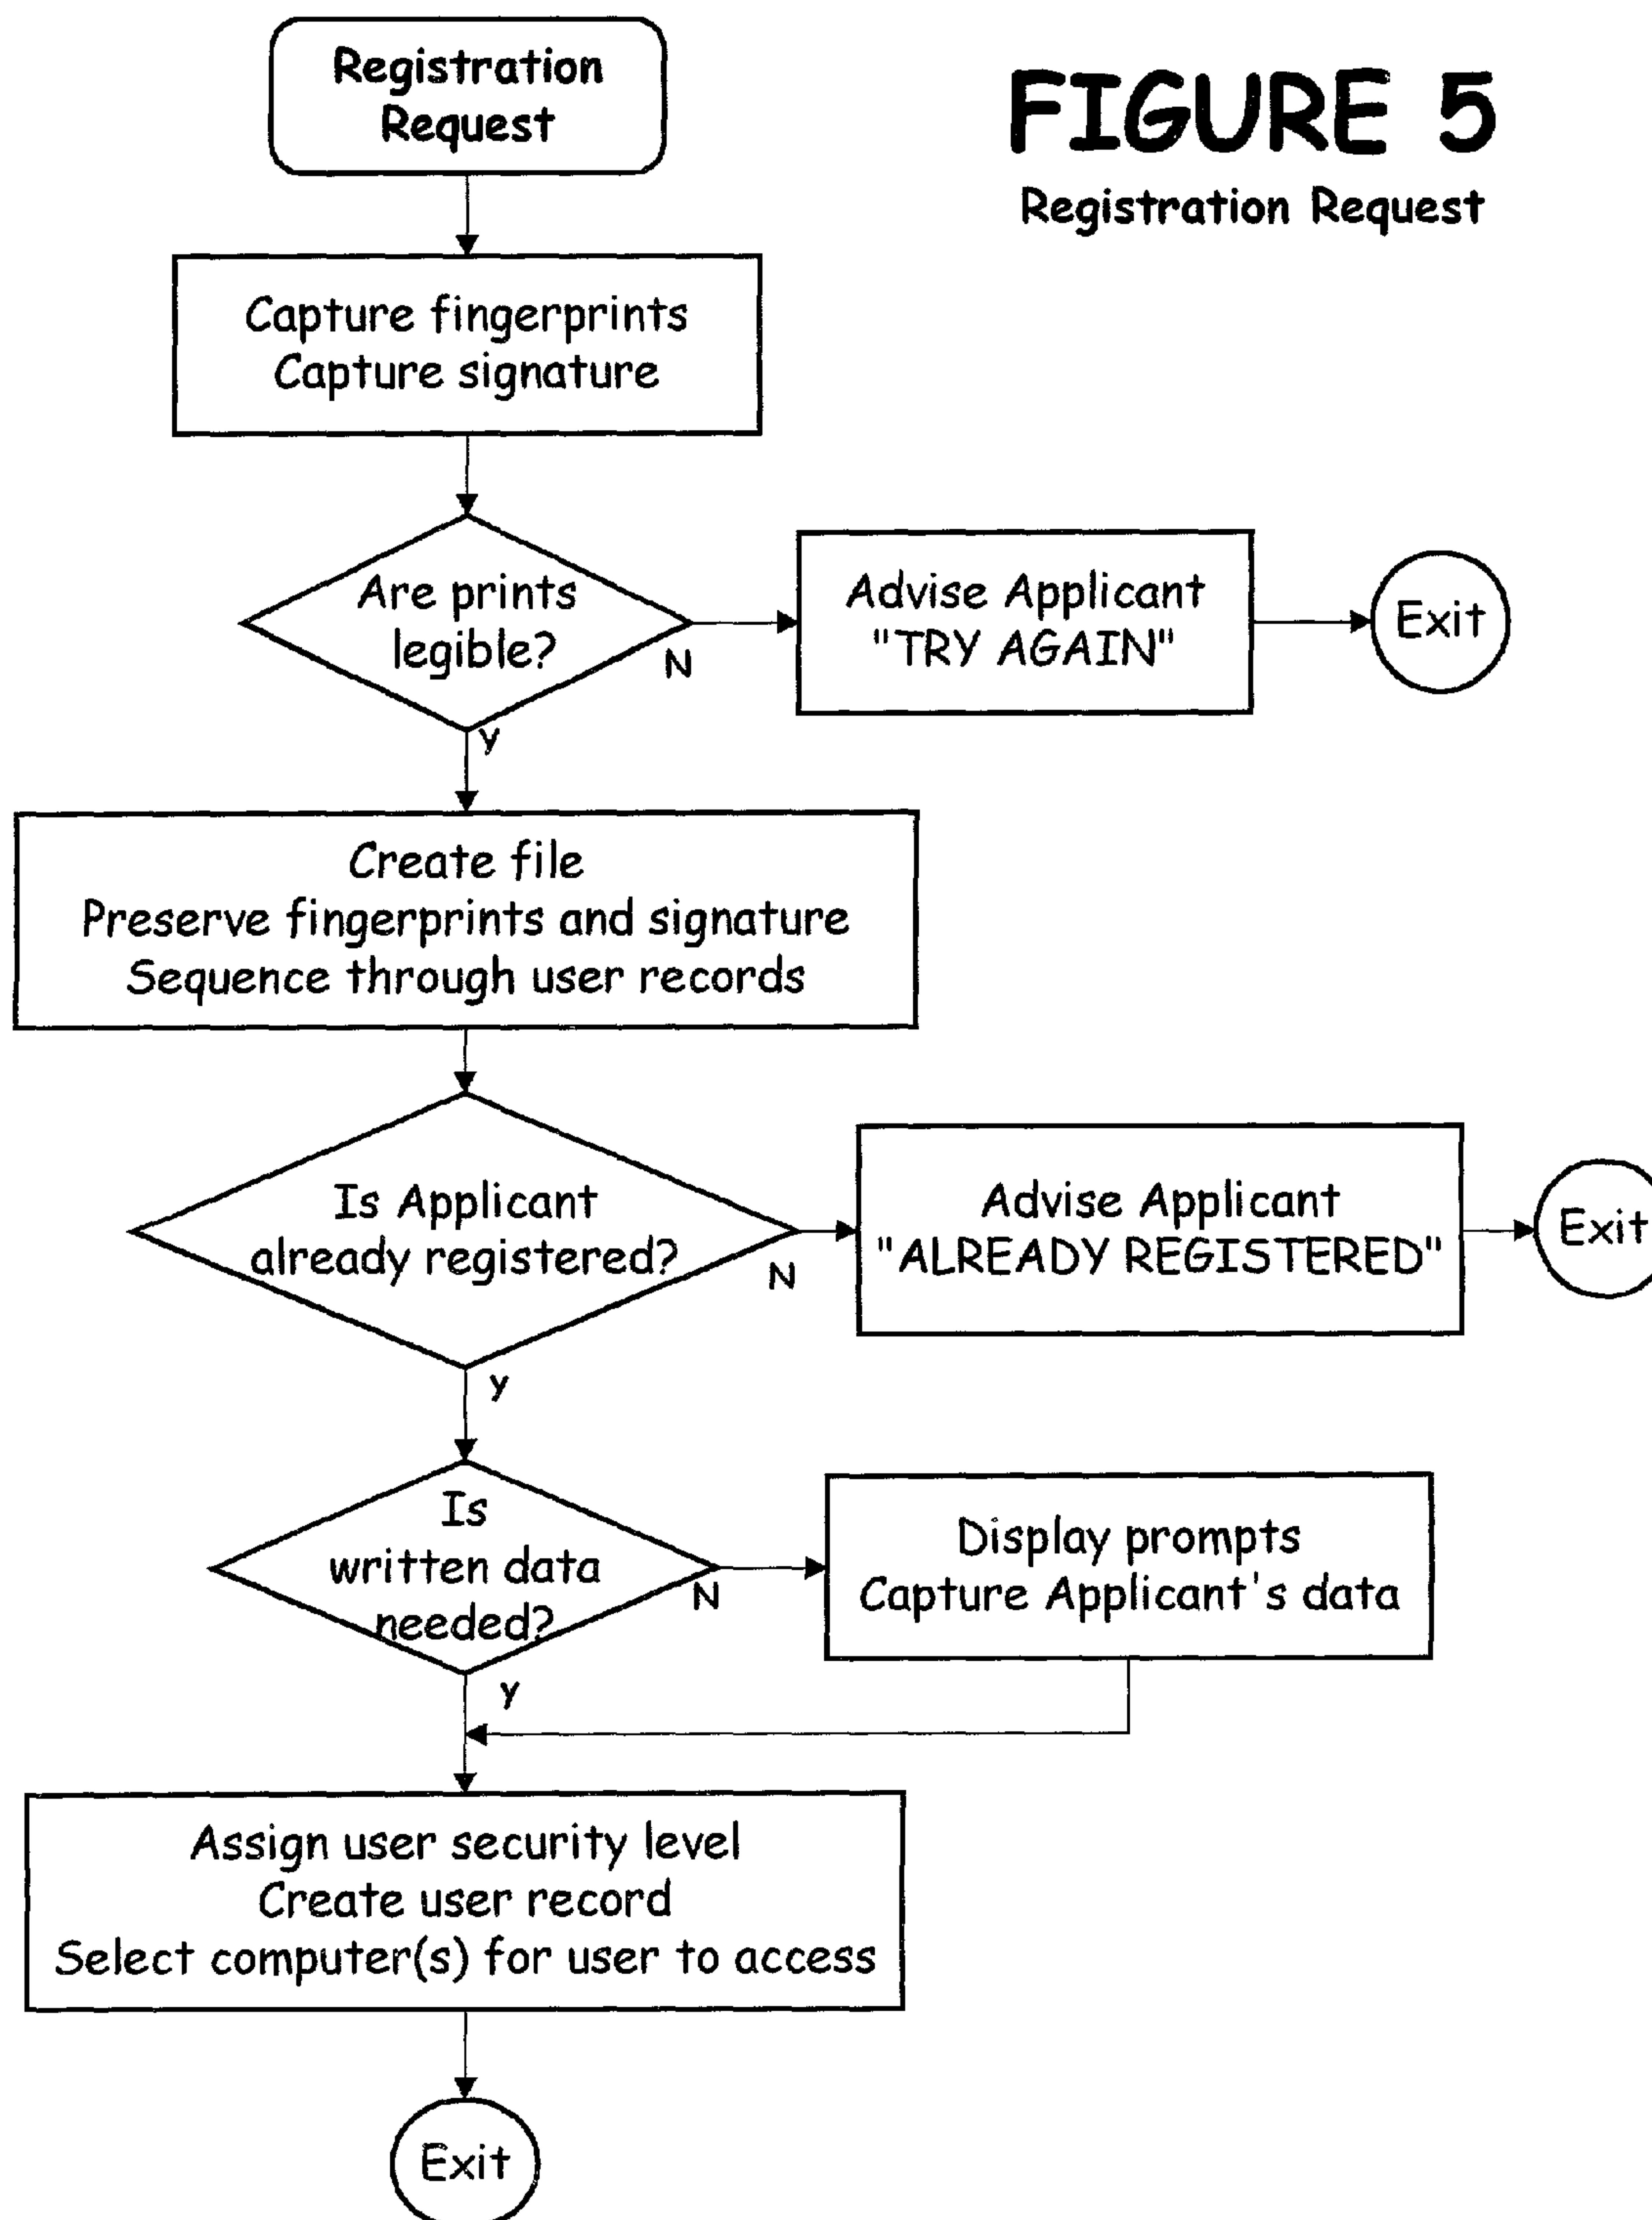 Registration
Request
FIGURE 5
Registration Request
Capture fingerprints
Capture signature
Are prints
legible?
N
Advise Applicant
"TRY AGAIN"
Exit
Y
Create file
Preserve fingerprints and signature
Sequence through user records
Is Applicant
already registered?
N
Advise Applicant
"ALREADY REGISTERED"
Exit
Y
Is
written data
needed?
N
Display prompts
Capture Applicant's data
Y
Assign user security level
Create user record
Select computer(s) for user to access
Exit